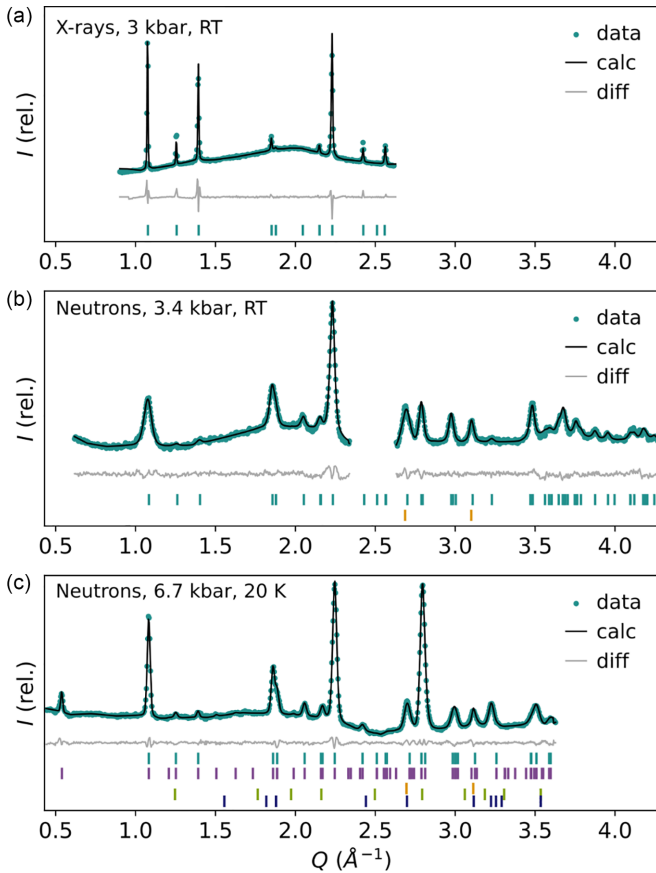 (a)
X-rays, 3 kbar, RT
data
calc
diff
I (rel.)
0.5 1.0 1.5 2.0 2.5 3.0 3.5 4.0
(b)
Neutrons, 3.4 kbar, RT
data
calc
diff
I (rel.)
0.5 1.0 1.5 2.0 2.5 3.0 3.5 4.0
(c)
Neutrons, 6.7 kbar, 20 K
data
calc
diff
I (rel.)
0.5 1.0 1.5 2.0 2.5 3.0 3.5 4.0
Q (Å⁻¹)